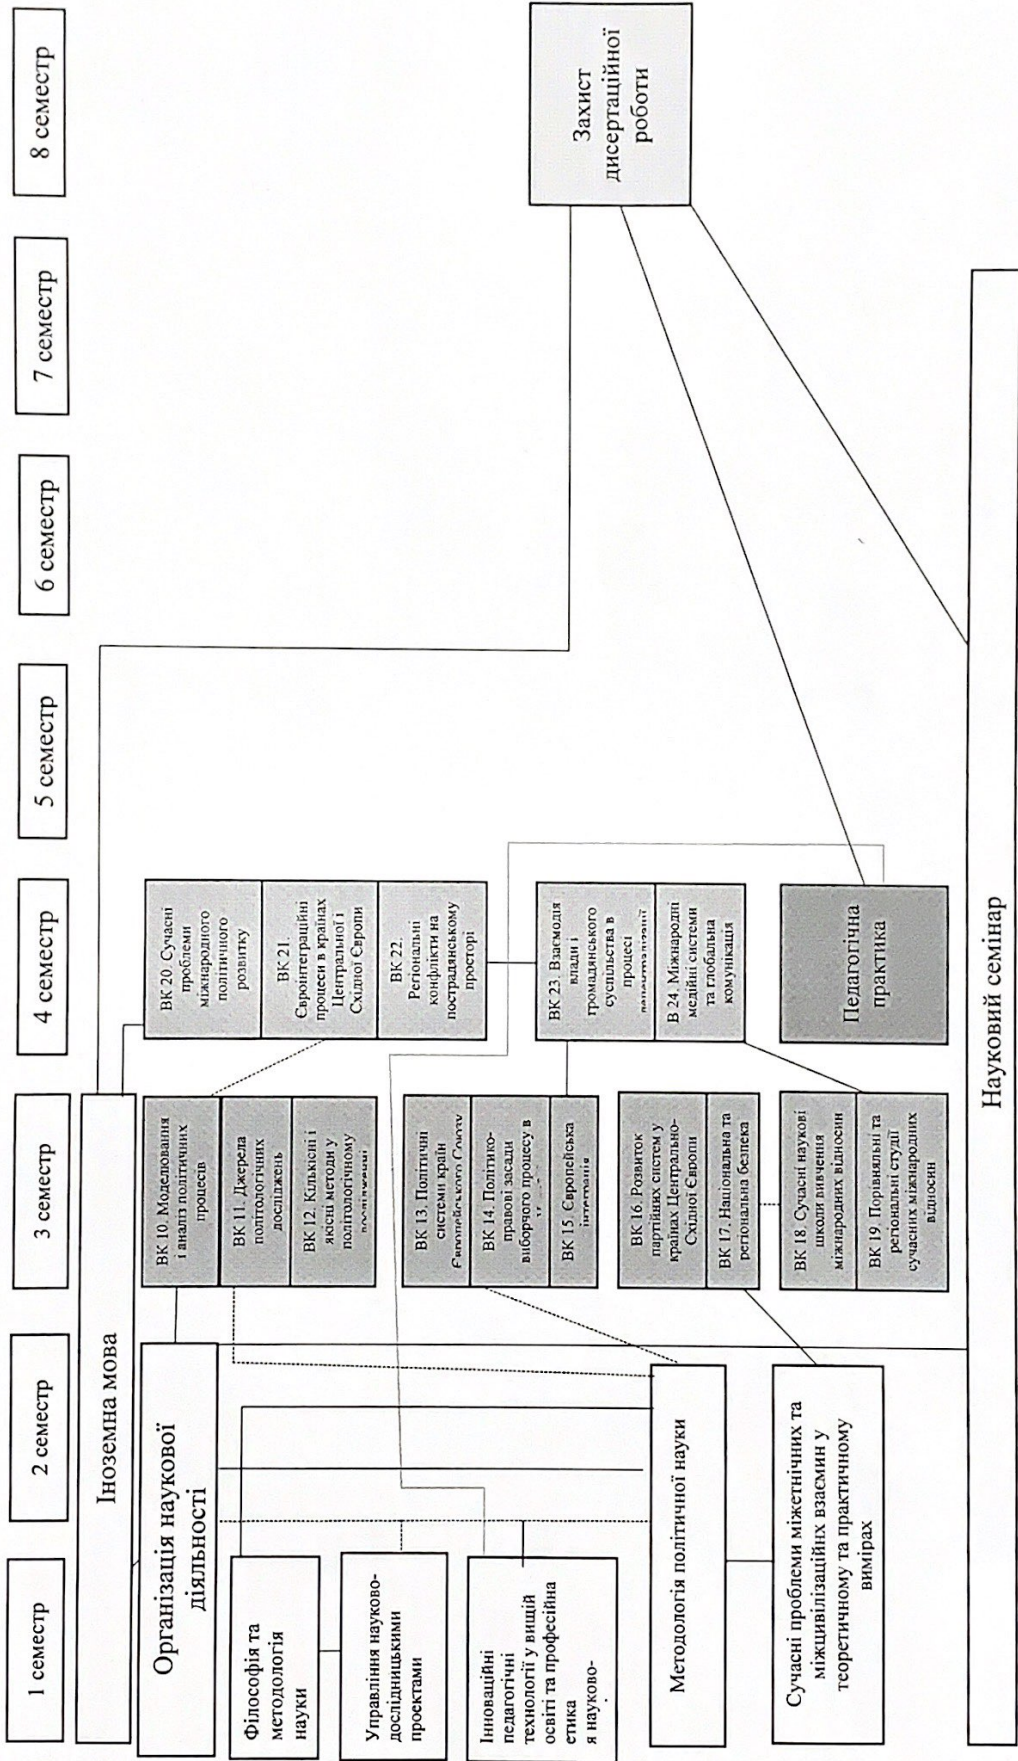 1 семестр
2 семестр
3 семестр
4 семестр
5 семестр
6 семестр
7 семестр
8 семестр
Іноземна мова
Організація наукової
діяльності
Філософія та
методологія
науки
Управління науково-
дослідницькими
проектами
Інноваційні
педагогічні
технології у вищій
освіті та професійна
етика
я науково-
Методологія політичної науки
Сучасні проблеми міжетнічних та
міжцивілізаційних взаємин у
теоретичному та практичному
вимірах
ВК 10. Моделювання
і аналіз політичних
процесів
ВК 11. Джерела
політологічних
досліджень
ВК 12. Кількісні і
якісні методи у
політологічному
ВК 13. Політичні
системи країн
Європейського Союзу
ВК 14. Політико-
правові засади
виборчого процесу в
ВК 15. Європейська
ВК 16. Розвиток
партійних систем у
країнах Центрально-
Східної Європи
ВК 17. Національна та
регіональна безпека
ВК 18. Сучасні наукові
школи вивчення
міжнародних відносин
ВК 19. Порівняльні та
регіональні студії
сучасних міжнародних
відносин
ВК 20. Сучасні
проблеми
міжнародного
політичного
розвитку
ВК 21.
Євроінтеграційні
процеси в країнах
Центральної і
Східної Європи
ВК 22.
Регіональні
конфлікти на
пострадянському
просторі
ВК 23. Взаємодія
влади і
громадянського
суспільства в
процесі
В 24. Міжнародні
медійні системи
та глобальна
комунікація
Педагогічна
практика
Захист
дисертаційної
роботи
Науковий семінар